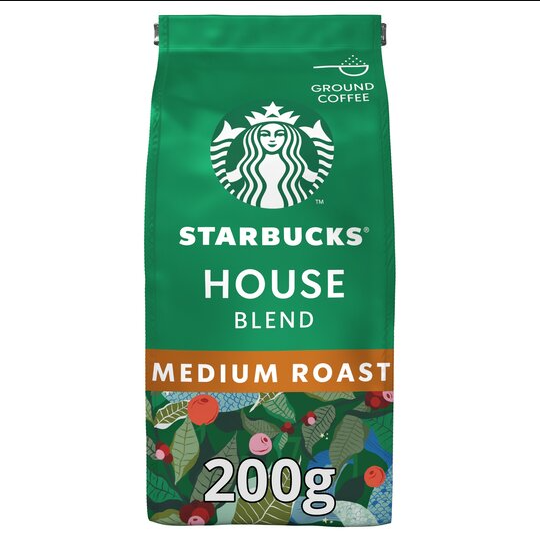 GROUND
COFFEE
TM
STARBUCKS®
HOUSE
BLEND
MEDIUM ROAST
200g